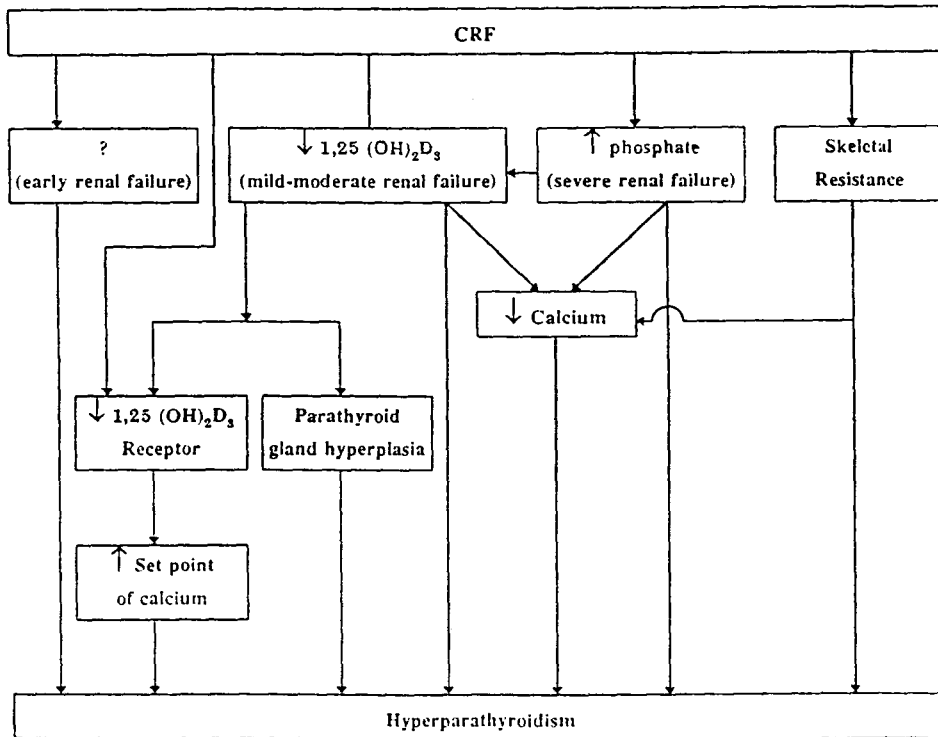 CRF
?
(early renal failure)
↓ 1,25 (OH)₂D₃
(mild-moderate renal failure)
↑ phosphate
(severe renal failure)
Skeletal
Resistance
↓ Calcium
↓ 1,25 (OH)₂D₃
Receptor
Parathyroid
gland hyperplasia
↑ Set point
of calcium
Hyperparathyroidism